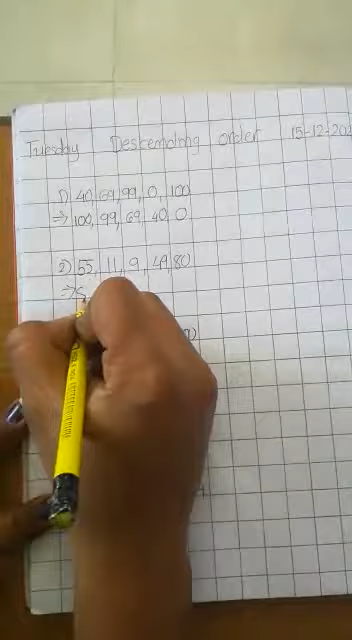 Tuesday Descending order 15-12-202
1) 40, 69, 99, 0, 100
⇒ 100, 99, 69, 40, 0
2) 55, 11, 9, 49, 80
⇒